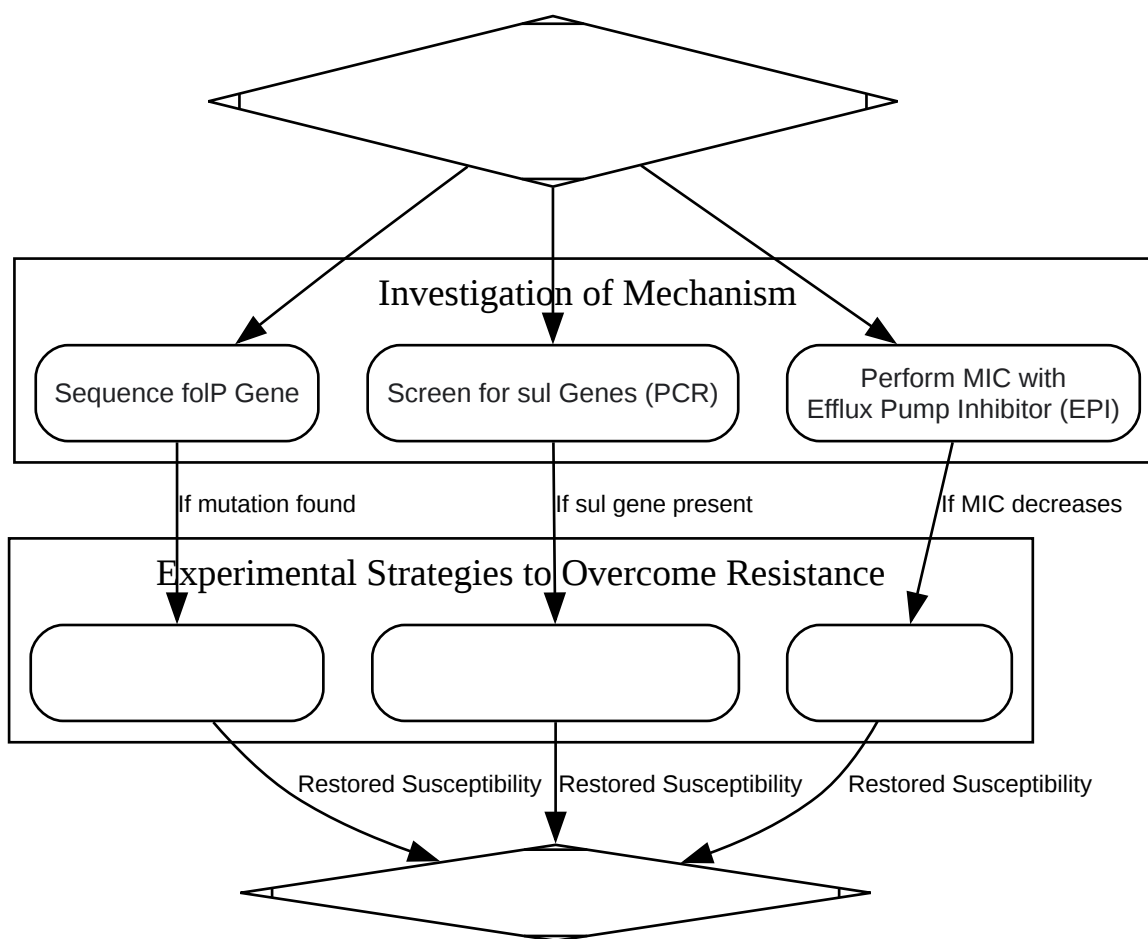 Investigation of Mechanism
Sequence folP Gene
Screen for sul Genes (PCR)
Perform MIC with
Efflux Pump Inhibitor (EPI)
If mutation found
If sul gene present
If MIC decreases
Experimental Strategies to Overcome Resistance
Restored Susceptibility
Restored Susceptibility
Restored Susceptibility